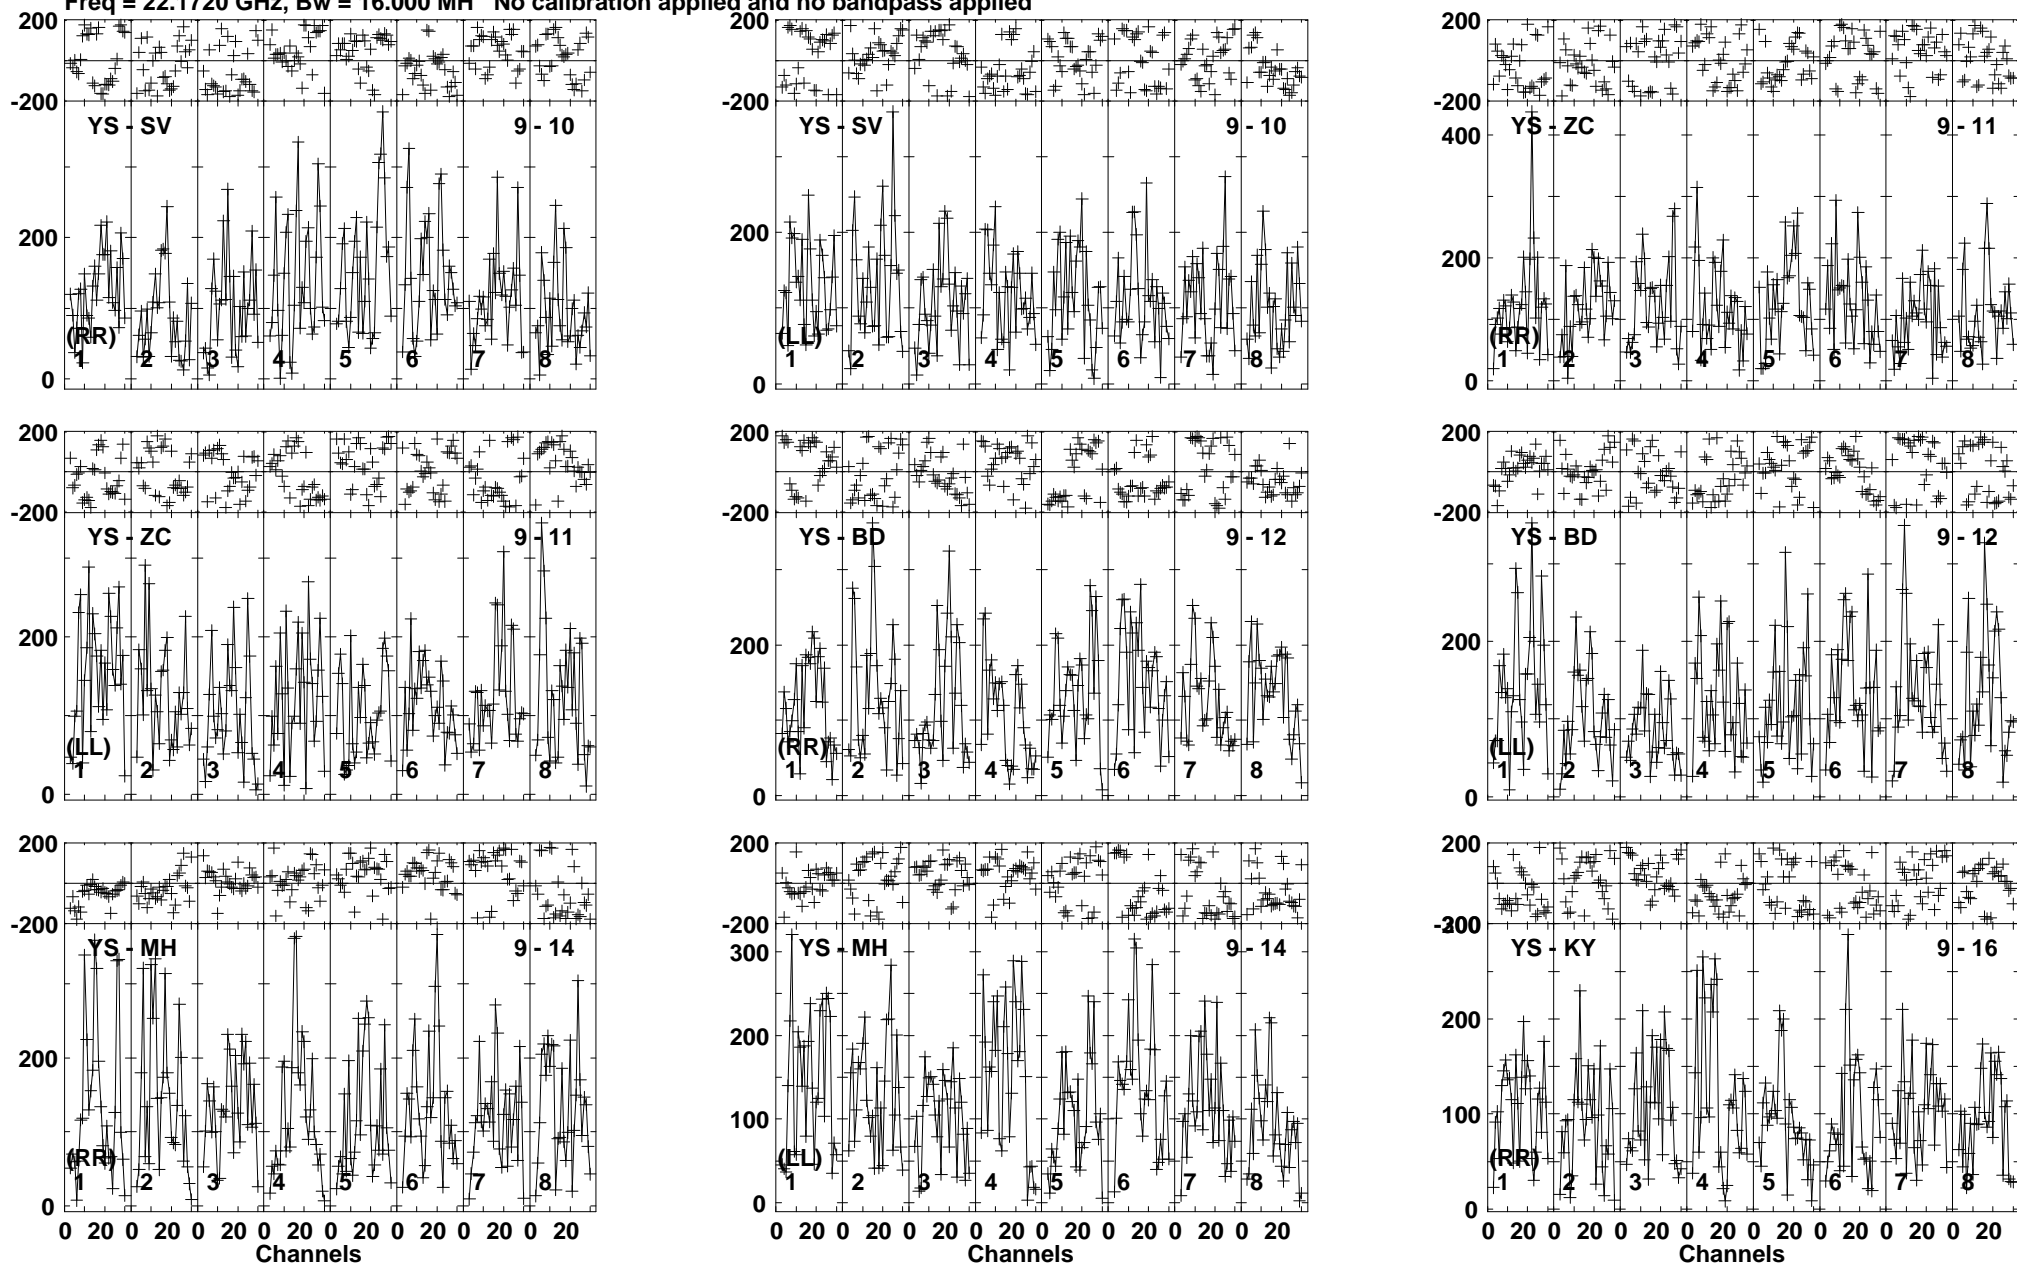 Freq = 22.1720 GHz, Bw = 16.000 MH No calibration applied and no bandpass applied
200
-200
YS - SV 9 - 10
200
(RR)
1 2 3 4 5 6 7 8
0
200
-200
YS - SV 9 - 10
200
(LL)
1 2 3 4 5 6 7 8
0
200
-200
YS - ZC 9 - 11
400
200
(RR)
1 2 3 4 5 6 7 8
0
200
-200
YS - ZC 9 - 11
200
(LL)
1 2 3 4 5 6 7 8
0
200
-200
YS - BD 9 - 12
200
(RR)
1 2 3 4 5 6 7 8
0
200
-200
YS - BD 9 - 12
200
(LL)
1 2 3 4 5 6 7 8
0
200
-200
YS - MH 9 - 14
200
(RR)
1 2 3 4 5 6 7 8
0
0 20 0 20 0 20 0 20 0 20 0 20 0 20 0 20
Channels
200
-200
YS - MH 9 - 14
300
200
100
(LL)
1 2 3 4 5 6 7 8
0
0 20 0 20 0 20 0 20 0 20 0 20 0 20 0 20
Channels
200
-200
300
YS - KY 9 - 16
200
100
(RR)
1 2 3 4 5 6 7 8
0
0 20 0 20 0 20 0 20 0 20 0 20 0 20 0 20
Channels